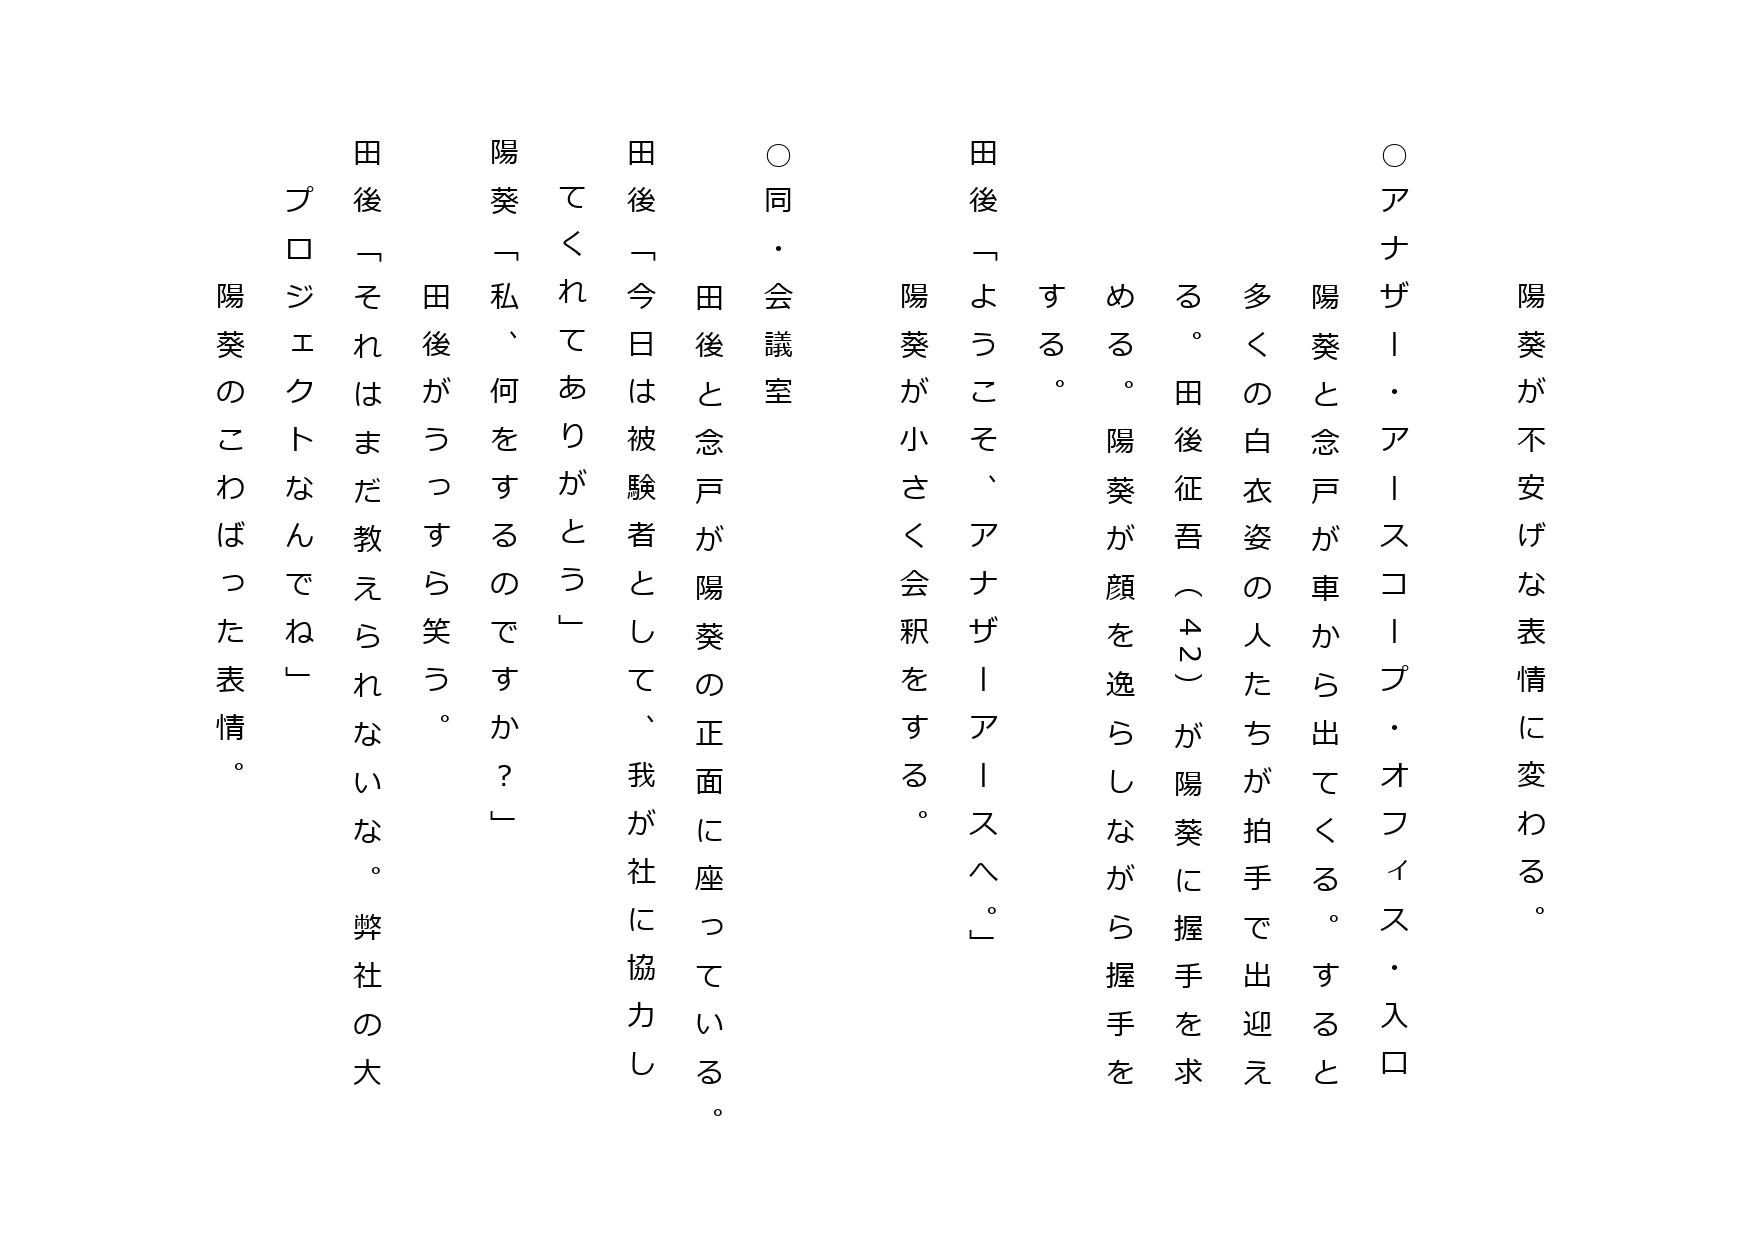 陽葵が不安げな表情に変わる。
○アナザー・アースコープ・オフィス・入口
陽葵と念戸が車から出てくる。すると
多くの白衣姿の人たちが拍手で出迎え
る。田後征吾（42）が陽葵に握手を求
める。陽葵が顔を逸らしながら握手を
する。
田後「ようこそ、アナザーアースへ。」
陽葵が小さく会釈をする。
○同・会議室
田後と念戸が陽葵の正面に座っている。
田後「今日は被験者として、我が社に協力し
てくれてありがとう」
陽葵「私、何をするのですか？」
田後がうっすら笑う。
田後「それはまだ教えられないな。弊社の大
プロジェクトなんでね」
陽葵のこわばった表情。